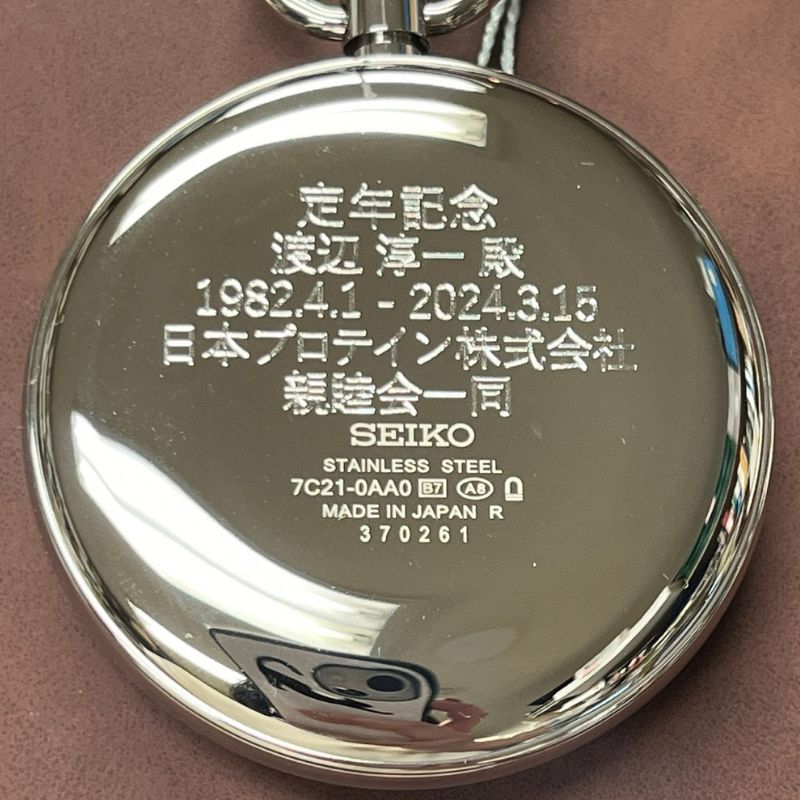 定年記念
渡辺 淳一 殿
1982.4.1 - 2024.3.15
日本プロテイン株式会社
親睦会一同
SEIKO
STAINLESS STEEL
7C21-0AA0 B7 A8
MADE IN JAPAN R
370261